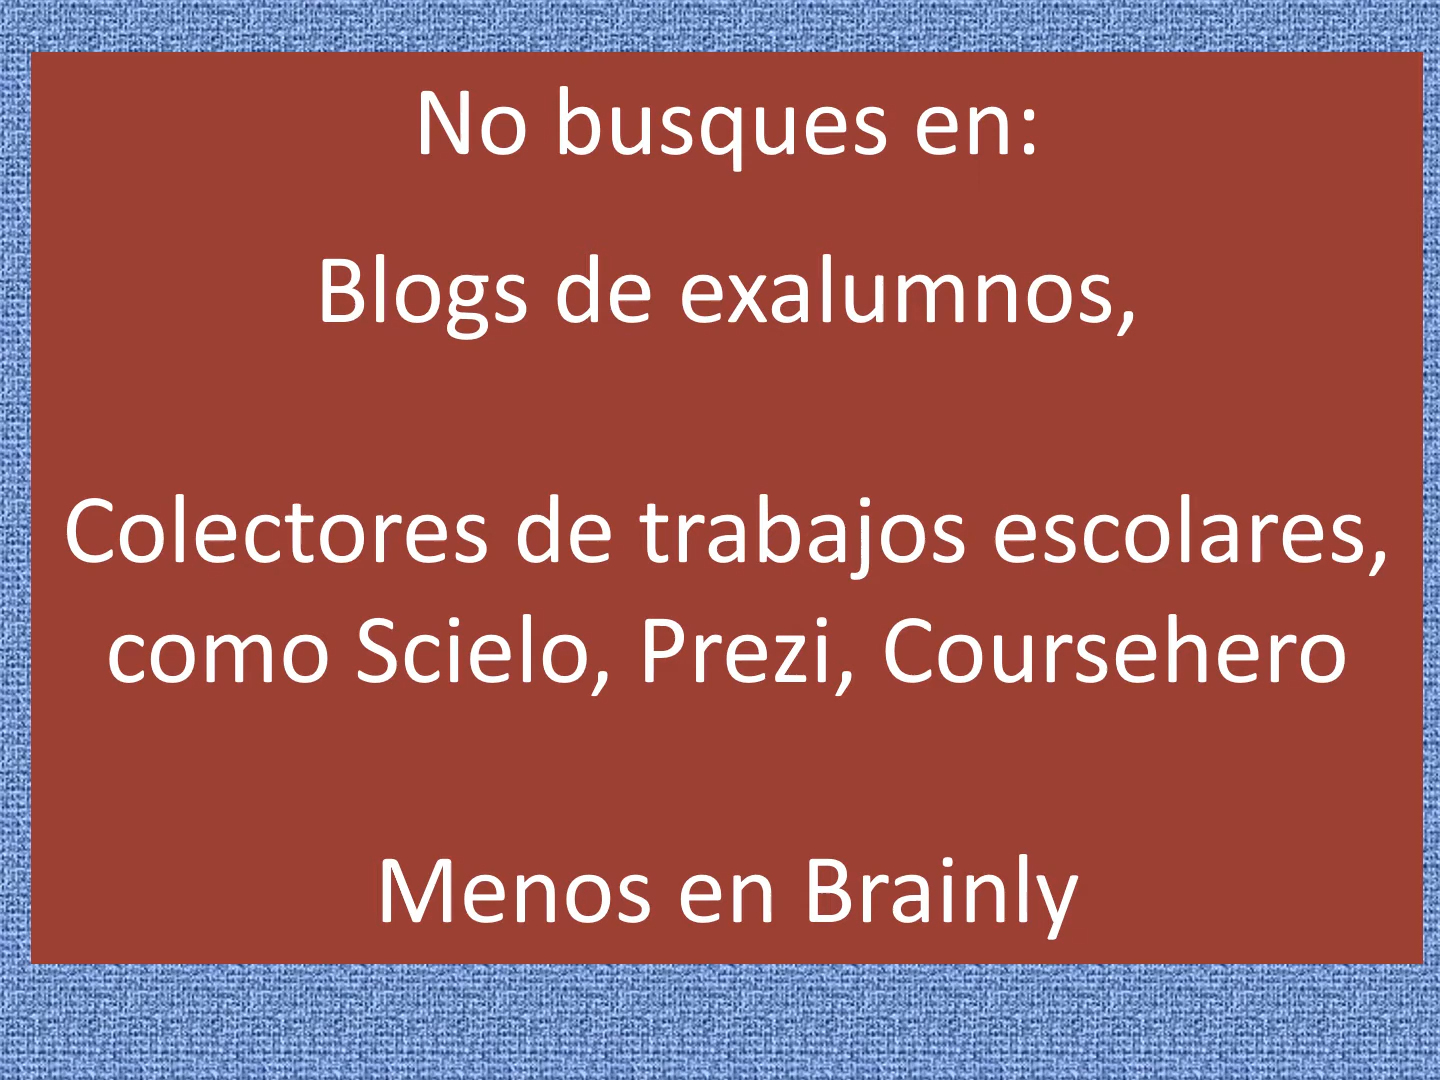 No busques en:
Blogs de exalumnos,
Colectores de trabajos escolares,
como Scielo, Prezi, Coursehero
Menos en Brainly